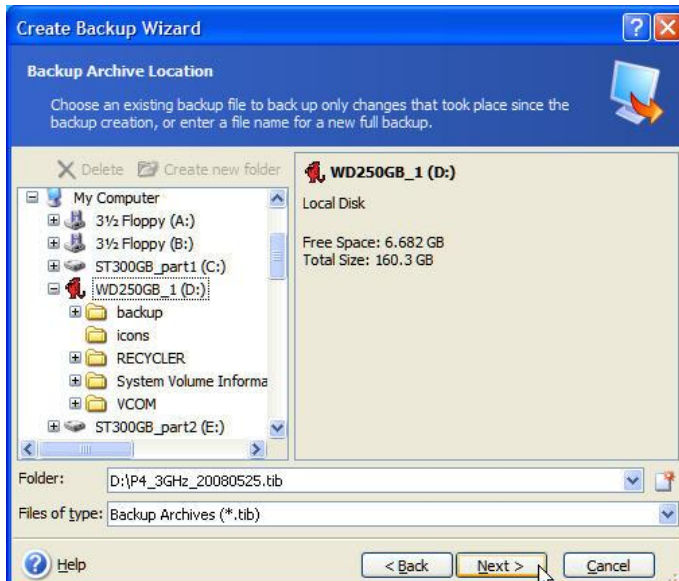 Create Backup Wizard
Backup Archive Location
Choose an existing backup file to back up only changes that took place since the
backup creation, or enter a file name for a new full backup.
Delete Create new folder
My Computer
3½ Floppy (A:)
3½ Floppy (B:)
ST300GB_part1 (C:)
WD250GB_1 (D:)
backup
icons
RECYCLER
System Volume Informa
VCOM
ST300GB_part2 (E:)
WD250GB_1 (D:)
Local Disk
Free Space: 6.682 GB
Total Size: 160.3 GB
Folder: D:\P4_3GHz_20080525.tib
Files of type: Backup Archives (*.tib)
Help < Back Next > Cancel